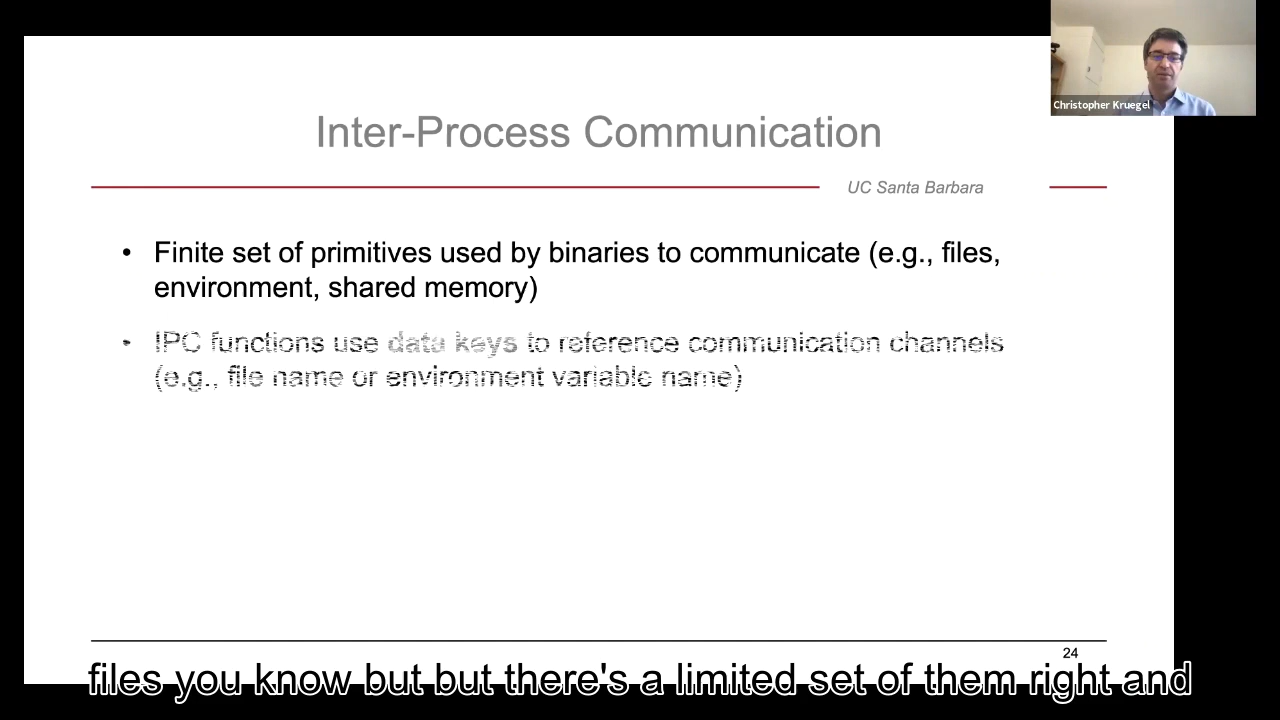 Christopher Kruegel
Inter-Process Communication
UC Santa Barbara
• Finite set of primitives used by binaries to communicate (e.g., files,
environment, shared memory)
• IPC functions use data keys to reference communication channels
(e.g., file name or environment variable name)
24
files you know but but there's a limited set of them right and